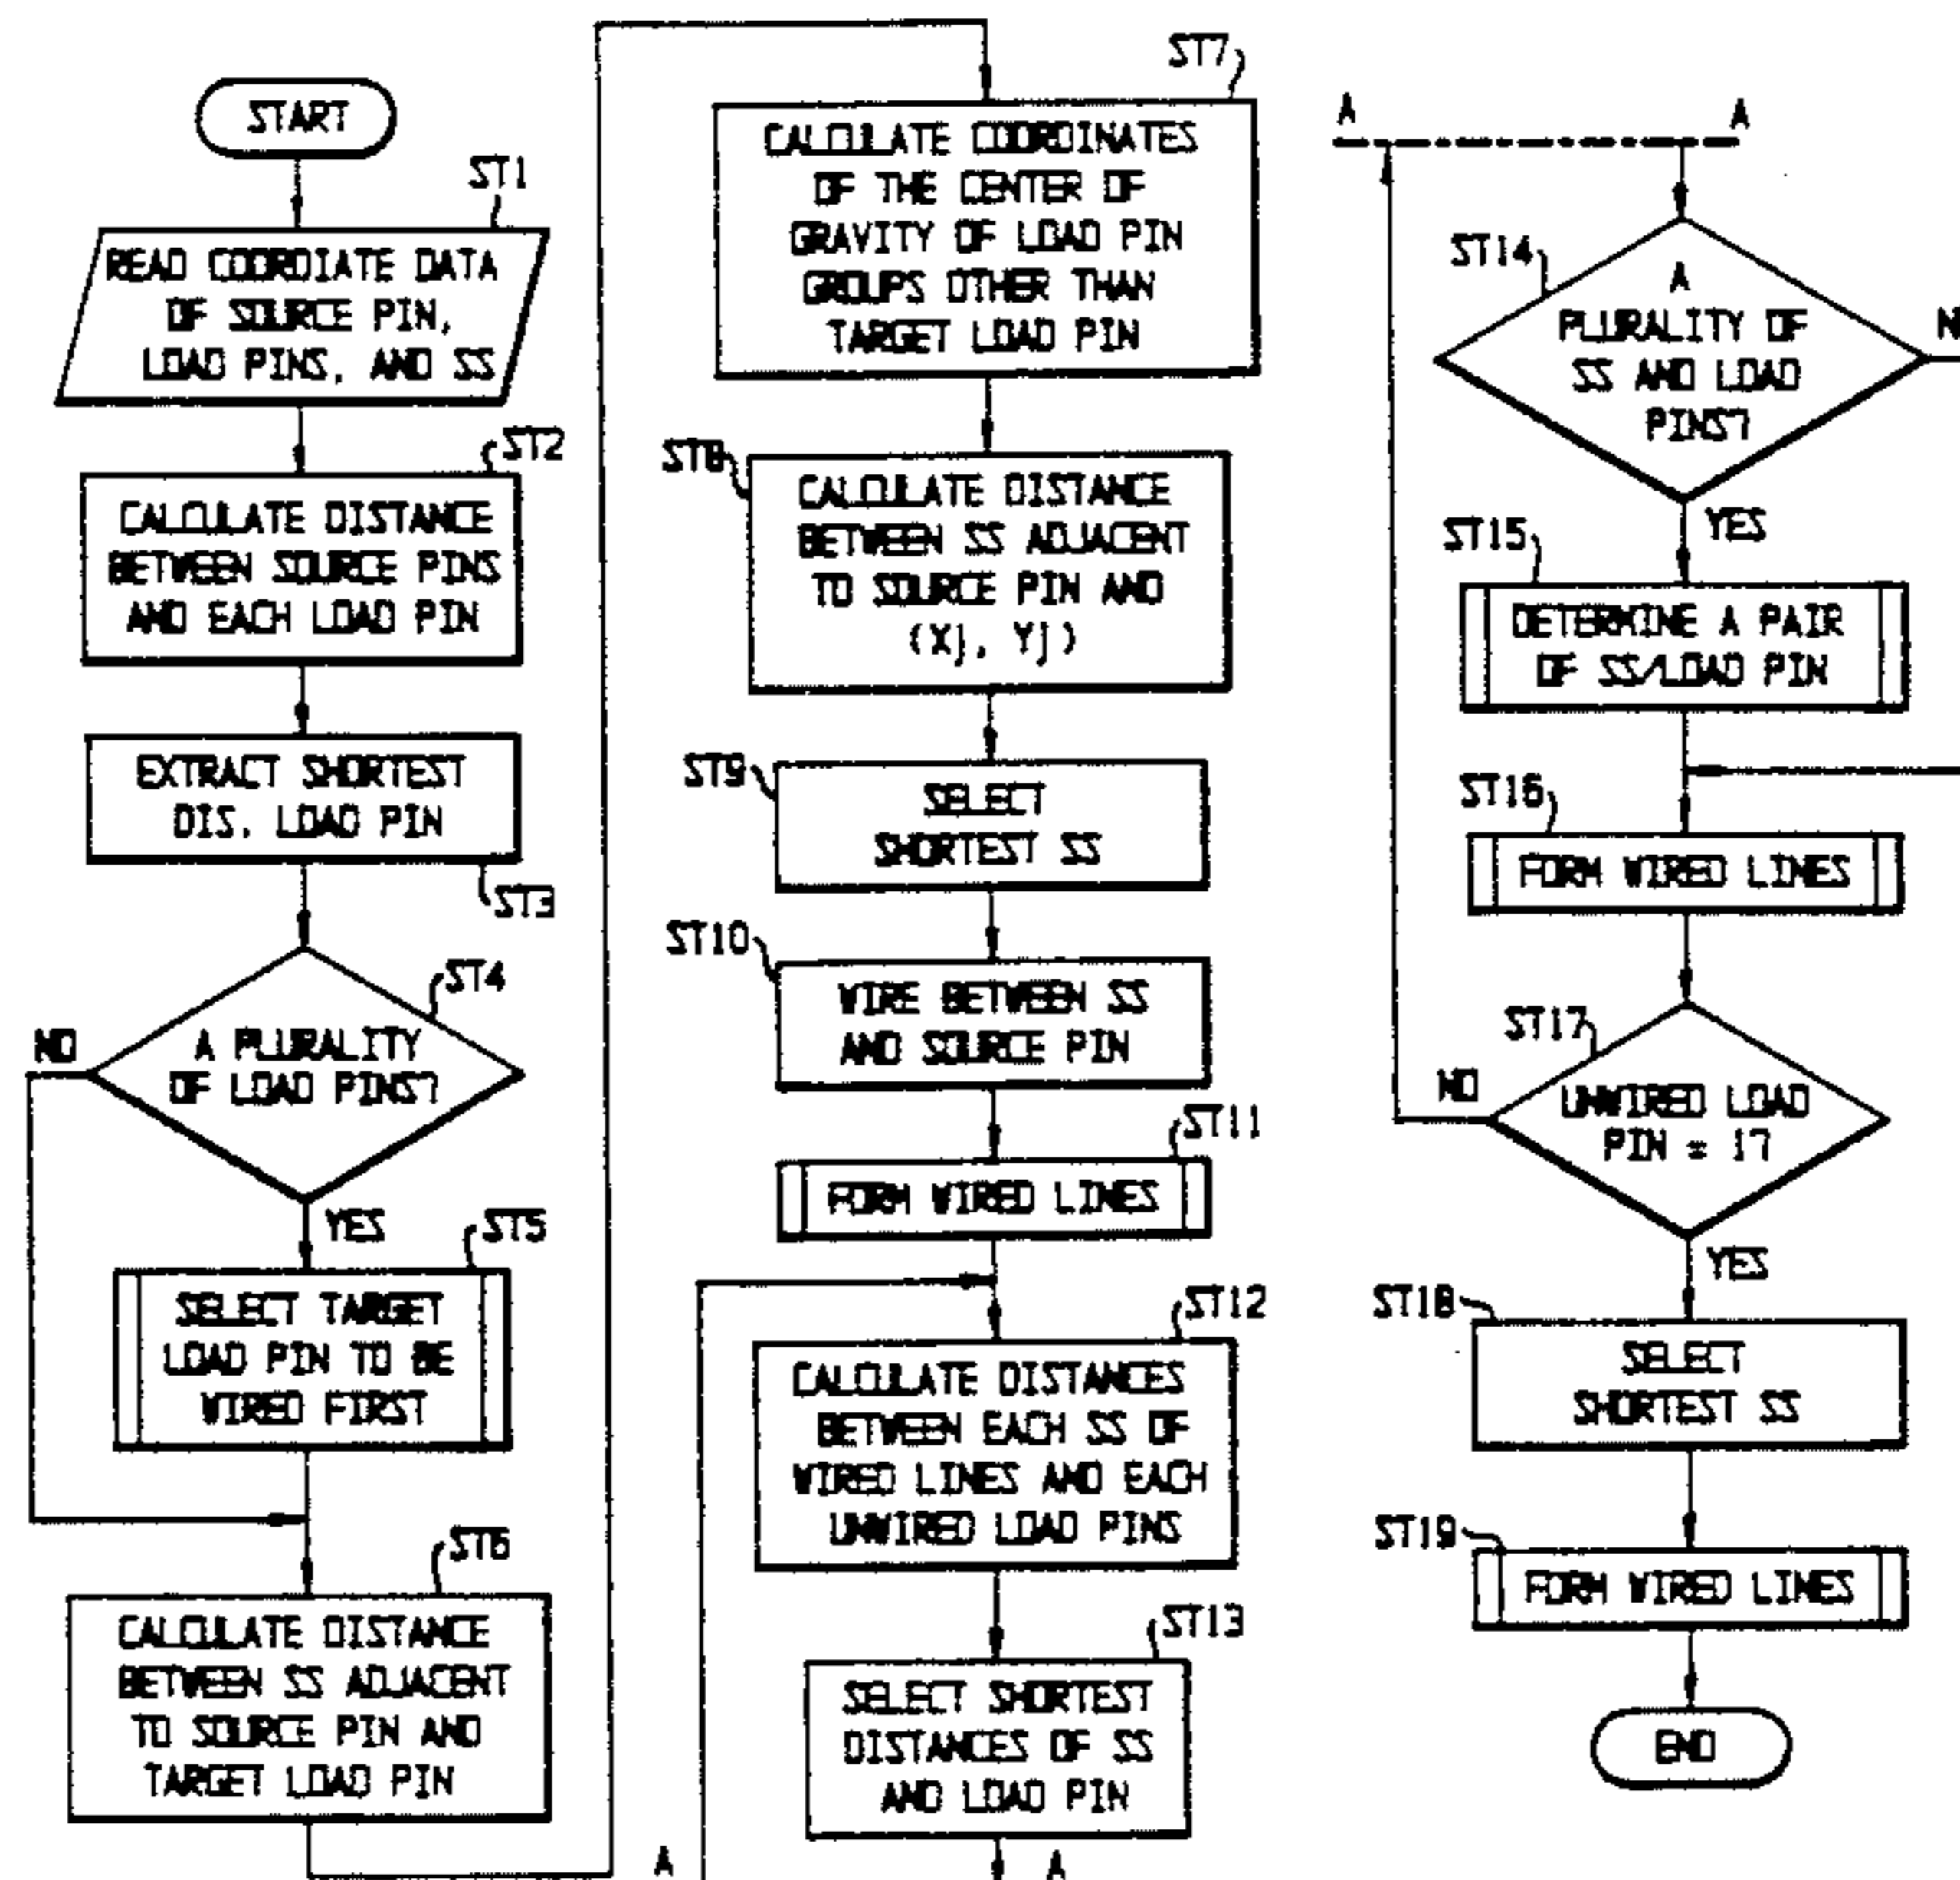 START
ST1
READ COORDIATE DATA
OF SOURCE PIN,
LOAD PINS, AND SS
ST2
CALCULATE DISTANCE
BETWEEN SOURCE PINS
AND EACH LOAD PIN
EXTRACT SHORTEST
DIS. LOAD PIN
ST3
ST4
NO
A PLURALITY
OF LOAD PINS?
YES
ST5
SELECT TARGET
LOAD PIN TO BE
WIRED FIRST
ST6
CALCULATE DISTANCE
BETWEEN SS ADJACENT
TO SOURCE PIN AND
TARGET LOAD PIN
ST7
CALCULATE COORDINATES
OF THE CENTER OF
GRAVITY OF LOAD PIN
GROUPS OTHER THAN
TARGET LOAD PIN
ST8
CALCULATE DISTANCE
BETWEEN SS ADJACENT
TO SOURCE PIN AND
(Xj, Yj)
ST9
SELECT
SHORTEST SS
ST10
WIRE BETWEEN SS
AND SOURCE PIN
ST11
FORM WIRED LINES
ST12
CALCULATE DISTANCES
BETWEEN EACH SS OF
WIRED LINES AND EACH
UNWIRED LOAD PINS
ST13
SELECT SHORTEST
DISTANCES OF SS
AND LOAD PIN
A
A
A
A
ST14
A
PLURALITY OF
SS AND LOAD
PINS?
YES
ST15
DETERMINE A PAIR
OF SS/LOAD PIN
ST16
FORM WIRED LINES
ST17
NO
UNWIRED LOAD
PIN = 1?
YES
ST18
SELECT
SHORTEST SS
ST19
FORM WIRED LINES
END